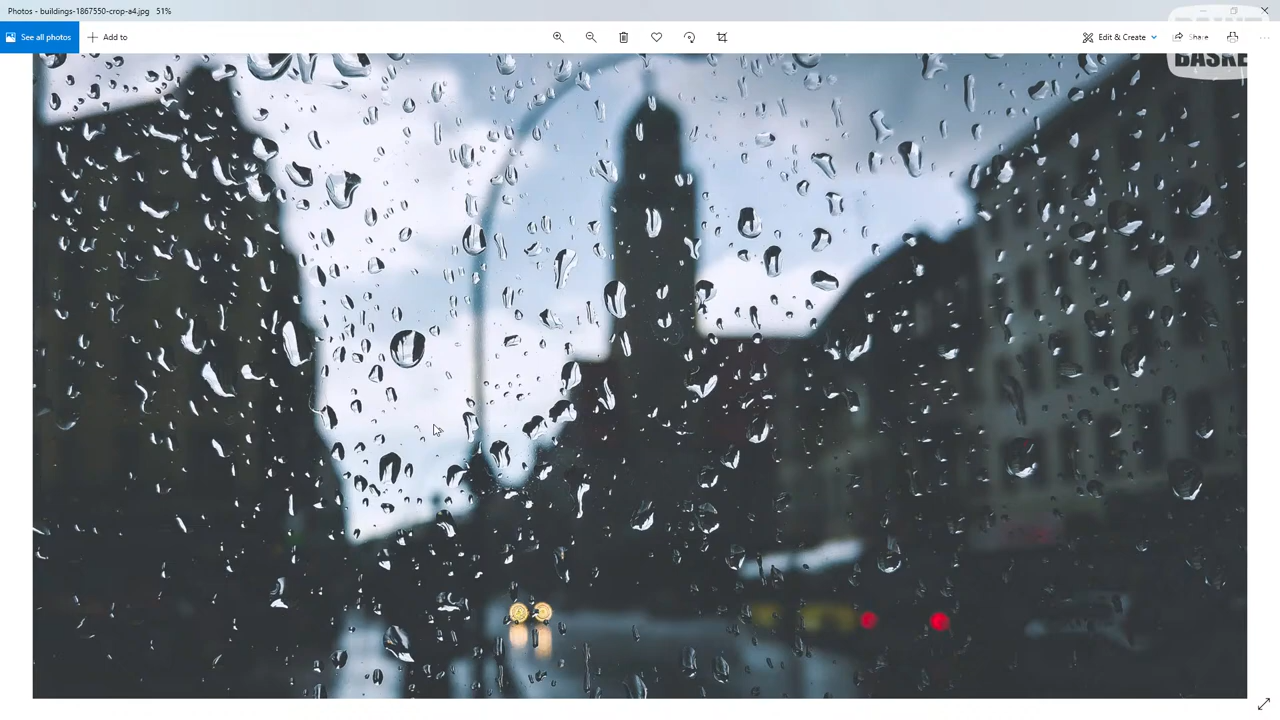 Photos - buildings-1867550-crop-a4.jpg 51%
See all photos
Add to
Edit & Create
Share
BASKE